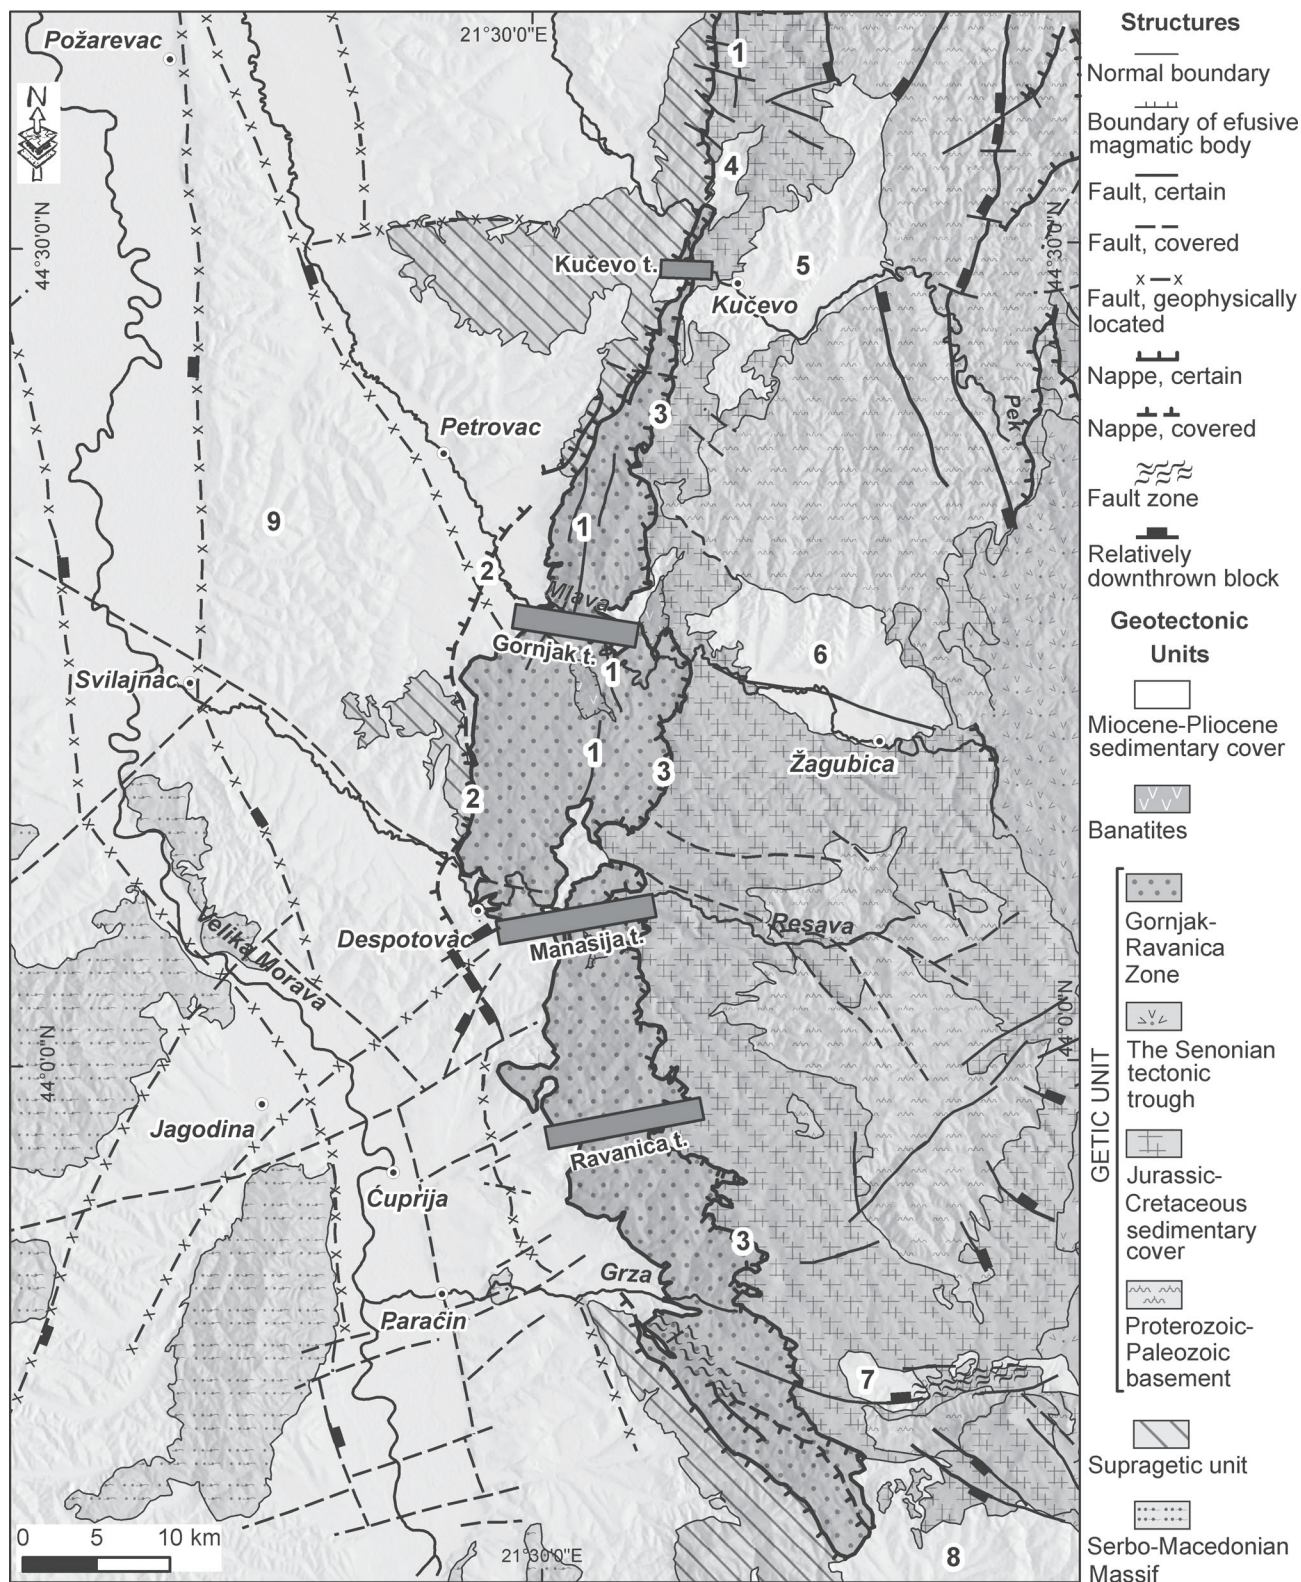 Požarevac
21°30'0"E
1
Structures
Normal boundary
Boundary of efusive
magmatic body
Fault, certain
Fault, covered
x — x
Fault, geophysically
located
Nappe, certain
Nappe, covered
Fault zone
Relatively
downthrown block
Geotectonic
Units
Miocene-Pliocene
sedimentary cover
Banatites
GETIC UNIT
Gornjak-
Ravanica
Zone
The Senonian
tectonic
trough
Jurassic-
Cretaceous
sedimentary
cover
Proterozoic-
Paleozoic
basement
Supragetic unit
Serbo-Macedonian
Massif
N
4
44°30'0"N
44°30'0"N
Kučevo t.
5
Kučevo
3
Pek
Petrovac
9
1
2
Mlava
Gornjak t.
1
6
Svilajnac
1
3
Žagubica
2
Resava
Velika Morava
Despotovac
Manasija t.
44°0'0"N
44°0'0"N
Jagodina
Ravanica t.
Ćuprija
3
Grza
Paraćin
7
0 5 10 km
21°30'0"E
8